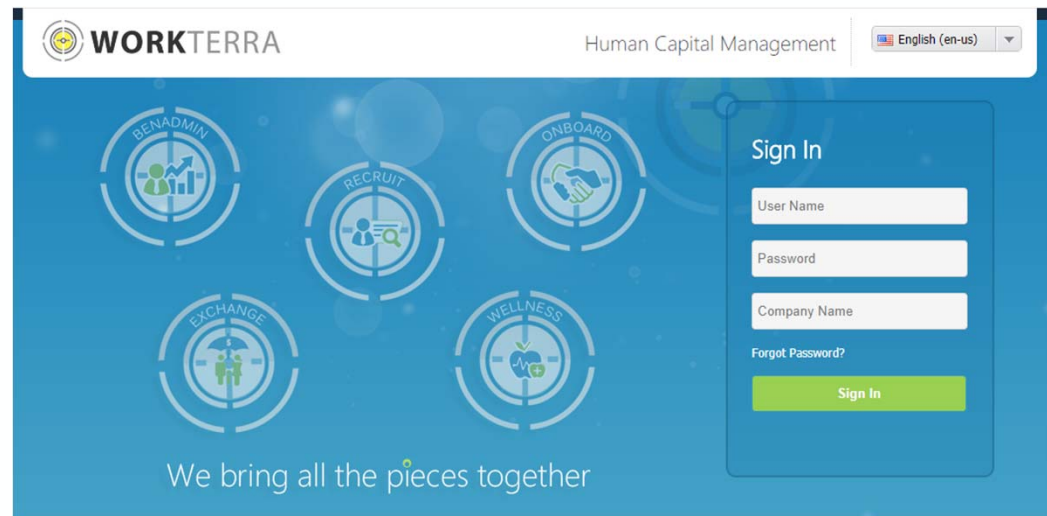 WORKTERRA
Human Capital Management
English (en-us)
BENADMIN
RECRUIT
ONBOARD
EXCHANGE
$
WELLNESS
We bring all the pieces together
Sign In
User Name
Password
Company Name
Forgot Password?
Sign In